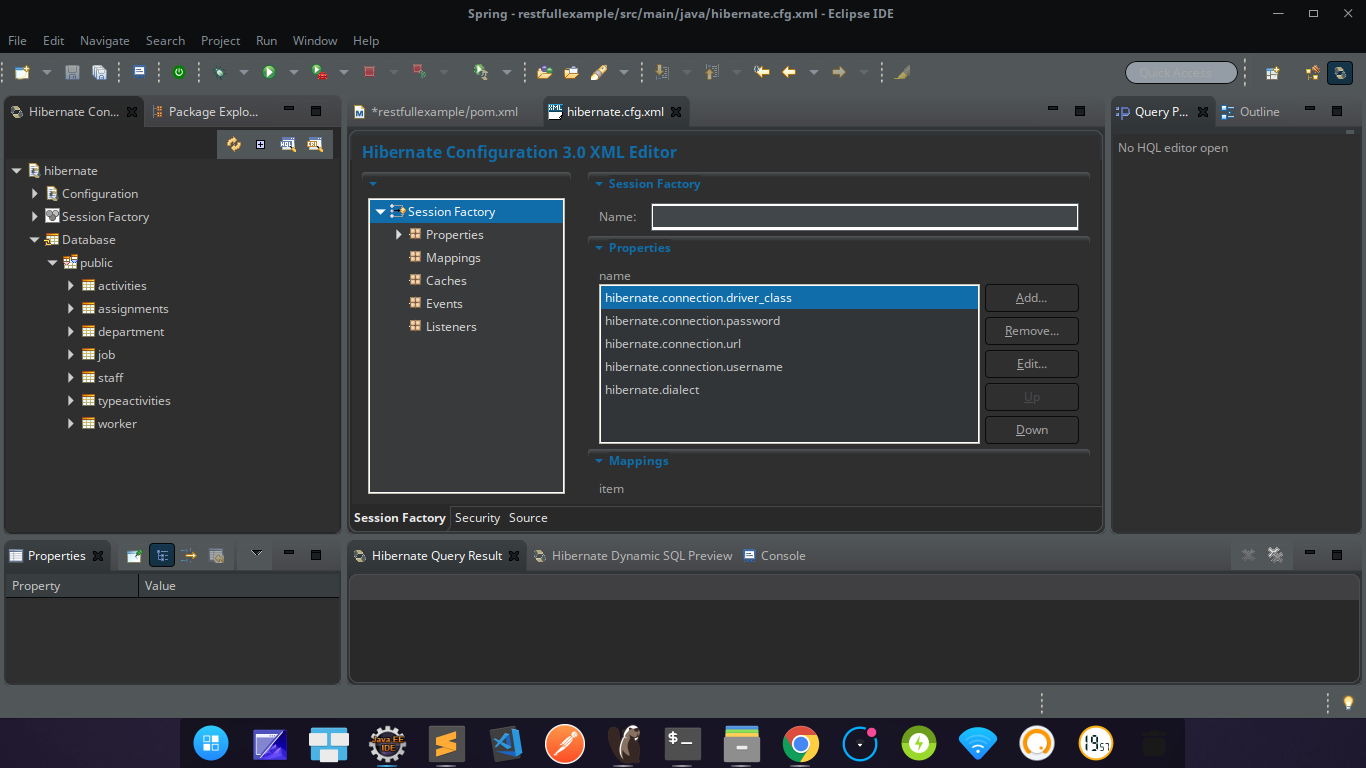 Spring - restfullexample/src/main/java/hibernate.cfg.xml - Eclipse IDE
File Edit Navigate Search Project Run Window Help
Quick Access
Hibernate Con...
Package Explo...
hibernate
Configuration
Session Factory
Database
public
activities
assignments
department
job
staff
typeactivities
worker
*restfullexample/pom.xml
hibernate.cfg.xml
Hibernate Configuration 3.0 XML Editor
Session Factory
Properties
Mappings
Caches
Events
Listeners
Session Factory
Name:
Properties
name
hibernate.connection.driver_class
hibernate.connection.password
hibernate.connection.url
hibernate.connection.username
hibernate.dialect
Add...
Remove...
Edit...
Up
Down
Mappings
item
Session Factory Security Source
Query P...
Outline
No HQL editor open
Properties
Property Value
Hibernate Query Result
Hibernate Dynamic SQL Preview
Console
Java EE
IDE
19 57